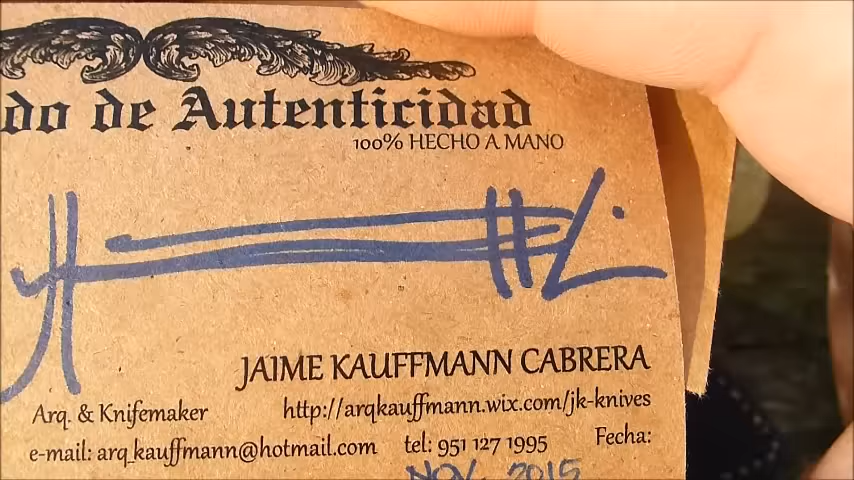 de Autenticidad
100% HECHO A MANO
JAIME KAUFFMANN CABRERA
Arq. & Knifemaker http://arqkauffmann.wix.com/jk-knives
e-mail: arq_kauffmann@hotmail.com tel: 951 127 1995 Fecha:
NOV 2015